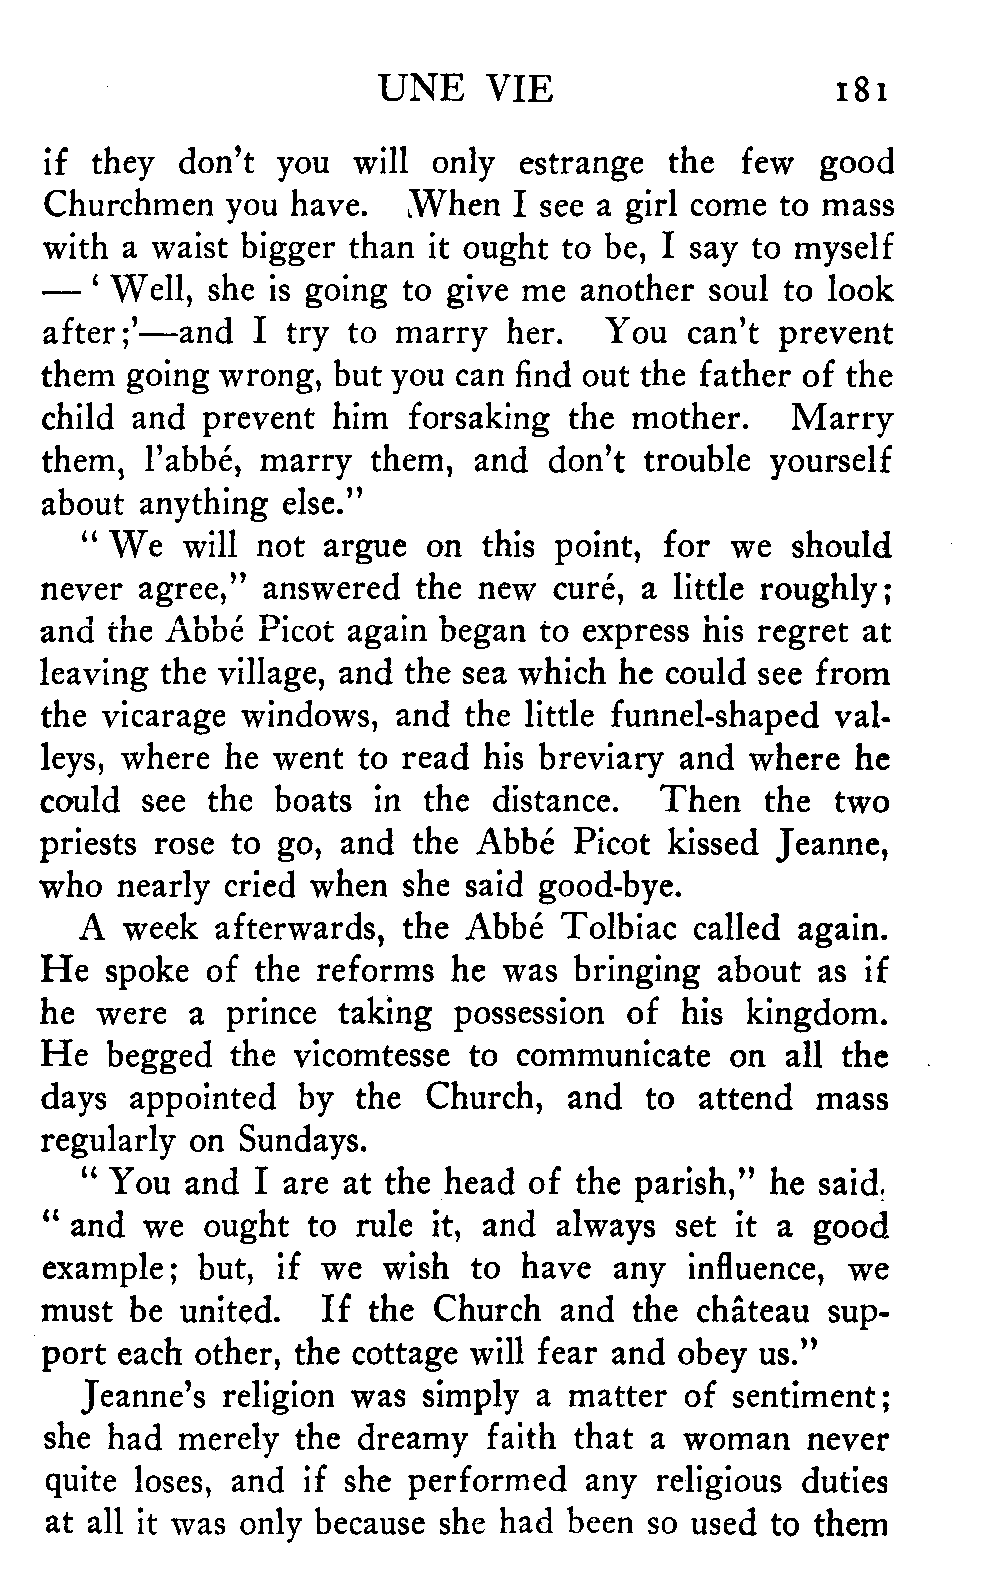 UNE VIE 181
if they don't you will only estrange the few good
Churchmen you have. When I see a girl come to mass
with a waist bigger than it ought to be, I say to myself
— ‘ Well, she is going to give me another soul to look
after;’—and I try to marry her. You can't prevent
them going wrong, but you can find out the father of the
child and prevent him forsaking the mother. Marry
them, l'abbé, marry them, and don't trouble yourself
about anything else."
" We will not argue on this point, for we should
never agree," answered the new curé, a little roughly;
and the Abbé Picot again began to express his regret at
leaving the village, and the sea which he could see from
the vicarage windows, and the little funnel-shaped val-
leys, where he went to read his breviary and where he
could see the boats in the distance. Then the two
priests rose to go, and the Abbé Picot kissed Jeanne,
who nearly cried when she said good-bye.
A week afterwards, the Abbé Tolbiac called again.
He spoke of the reforms he was bringing about as if
he were a prince taking possession of his kingdom.
He begged the vicomtesse to communicate on all the
days appointed by the Church, and to attend mass
regularly on Sundays.
" You and I are at the head of the parish," he said,
" and we ought to rule it, and always set it a good
example; but, if we wish to have any influence, we
must be united. If the Church and the château sup-
port each other, the cottage will fear and obey us."
Jeanne's religion was simply a matter of sentiment;
she had merely the dreamy faith that a woman never
quite loses, and if she performed any religious duties
at all it was only because she had been so used to them